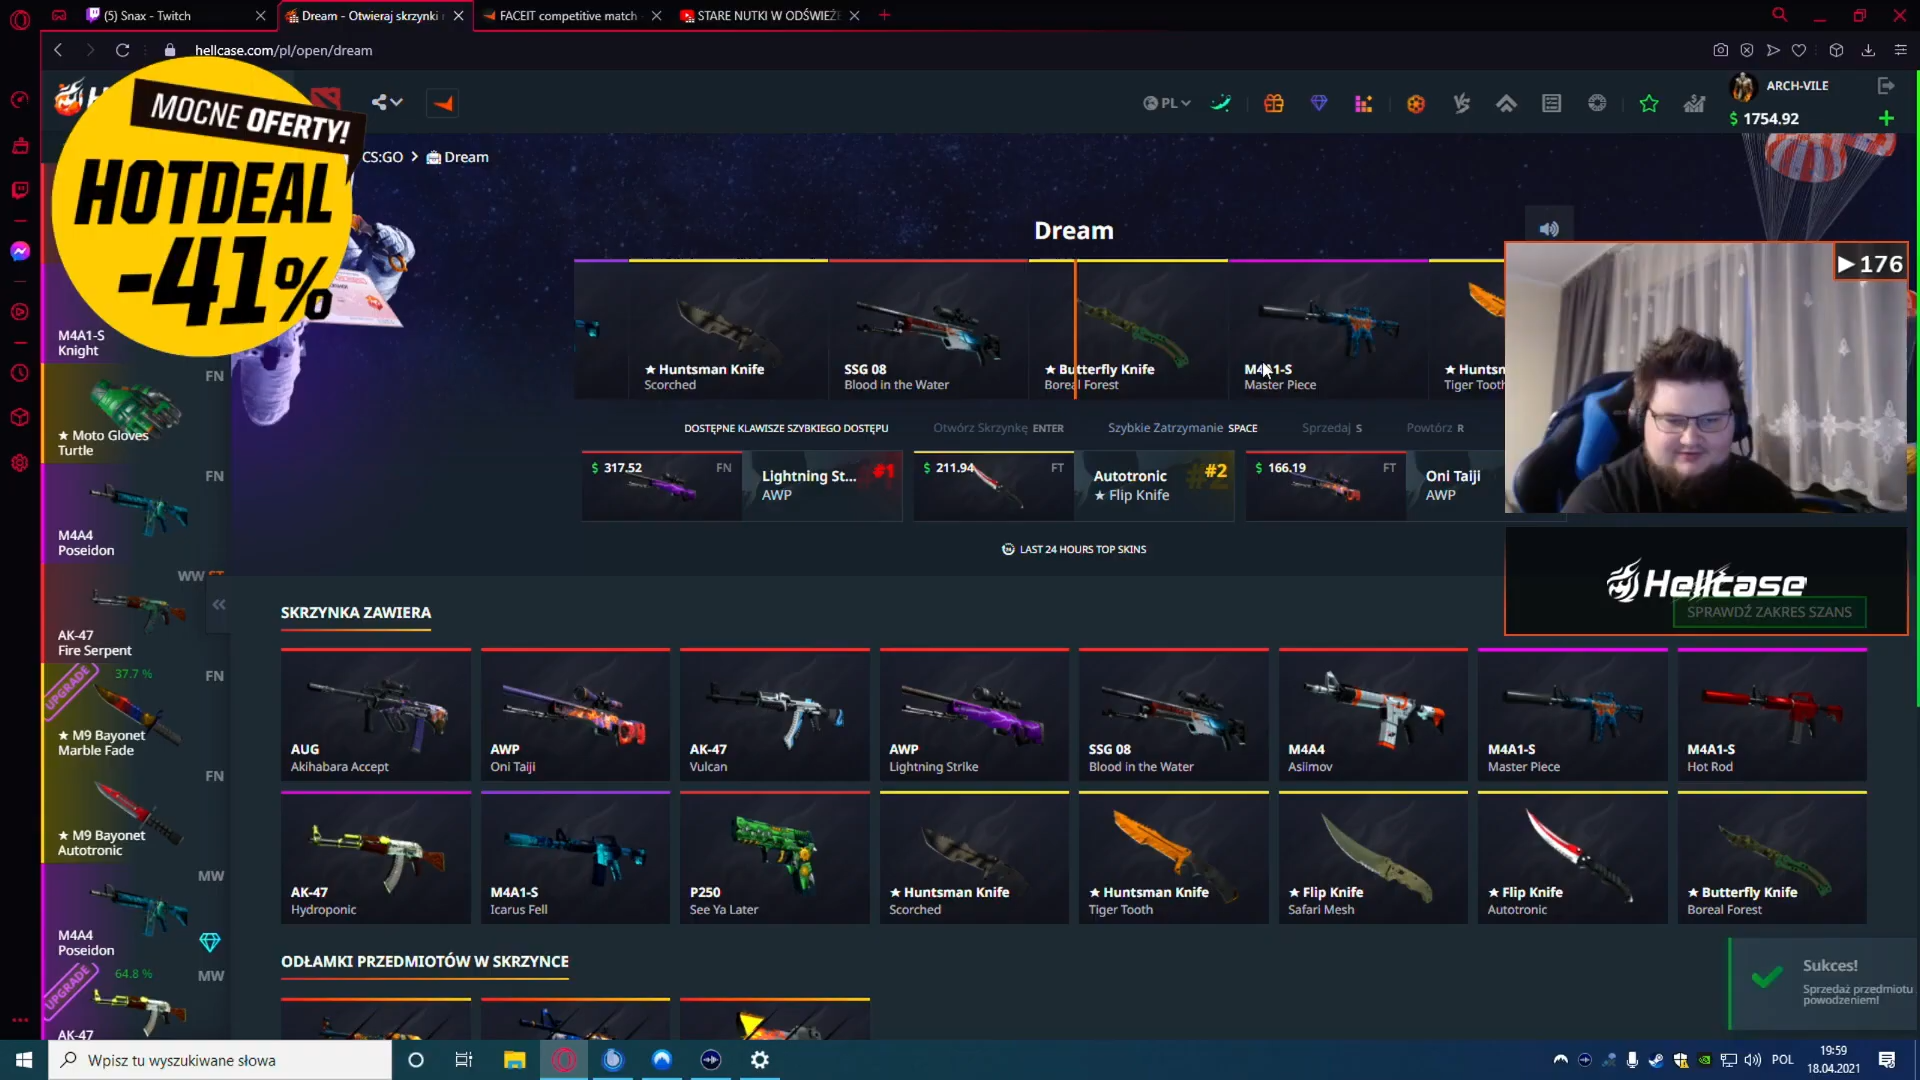 (5) Snax - Twitch
Dream - Otwieraj skrzynki
FACEIT competitive match
STARE NUTKI W ODŚWIEŻ
hellcase.com/pl/open/dream
MOCNE OFERTY!
HOTDEAL
-41%
PL
ARCH-VILE
$ 1754.92
CS:GO > Dream
Dream
176
★ Huntsman Knife
Scorched
SSG 08
Blood in the Water
★ Butterfly Knife
Boreal Forest
M4A1-S
Master Piece
★ Huntsm
Tiger Tooth
DOSTĘPNE KLAWISZE SZYBKIEGO DOSTĘPU
Otwórz Skrzynkę ENTER
Szybkie Zatrzymanie SPACE
Sprzedaj S
Powtórz R
$ 317.52 FN
Lightning St... #1
AWP
$ 211.94 FT
Autotronic #2
★ Flip Knife
$ 166.19 FT
Oni Taiji
AWP
LAST 24 HOURS TOP SKINS
Hellcase
SPRAWDŹ ZAKRES SZANS
M4A1-S
Knight
FN
★ Moto Gloves
Turtle
FN
M4A4
Poseidon
WW ST
AK-47
Fire Serpent
UPGRADE
37.7 %
FN
★ M9 Bayonet
Marble Fade
FN
★ M9 Bayonet
Autotronic
MW
M4A4
Poseidon
UPGRADE
64.8 %
MW
AK-47
SKRZYNKA ZAWIERA
AUG
Akihabara Accept
AWP
Oni Taiji
AK-47
Vulcan
AWP
Lightning Strike
SSG 08
Blood in the Water
M4A4
Asiimov
M4A1-S
Master Piece
M4A1-S
Hot Rod
AK-47
Hydroponic
M4A1-S
Icarus Fell
P250
See Ya Later
★ Huntsman Knife
Scorched
★ Huntsman Knife
Tiger Tooth
★ Flip Knife
Safari Mesh
★ Flip Knife
Autotronic
★ Butterfly Knife
Boreal Forest
ODŁAMKI PRZEDMIOTÓW W SKRZYNCE
Sukces!
Sprzedaż przedmiotu
powodzeniem!
Wpisz tu wyszukiwane słowa
POL
19:59
18.04.2021